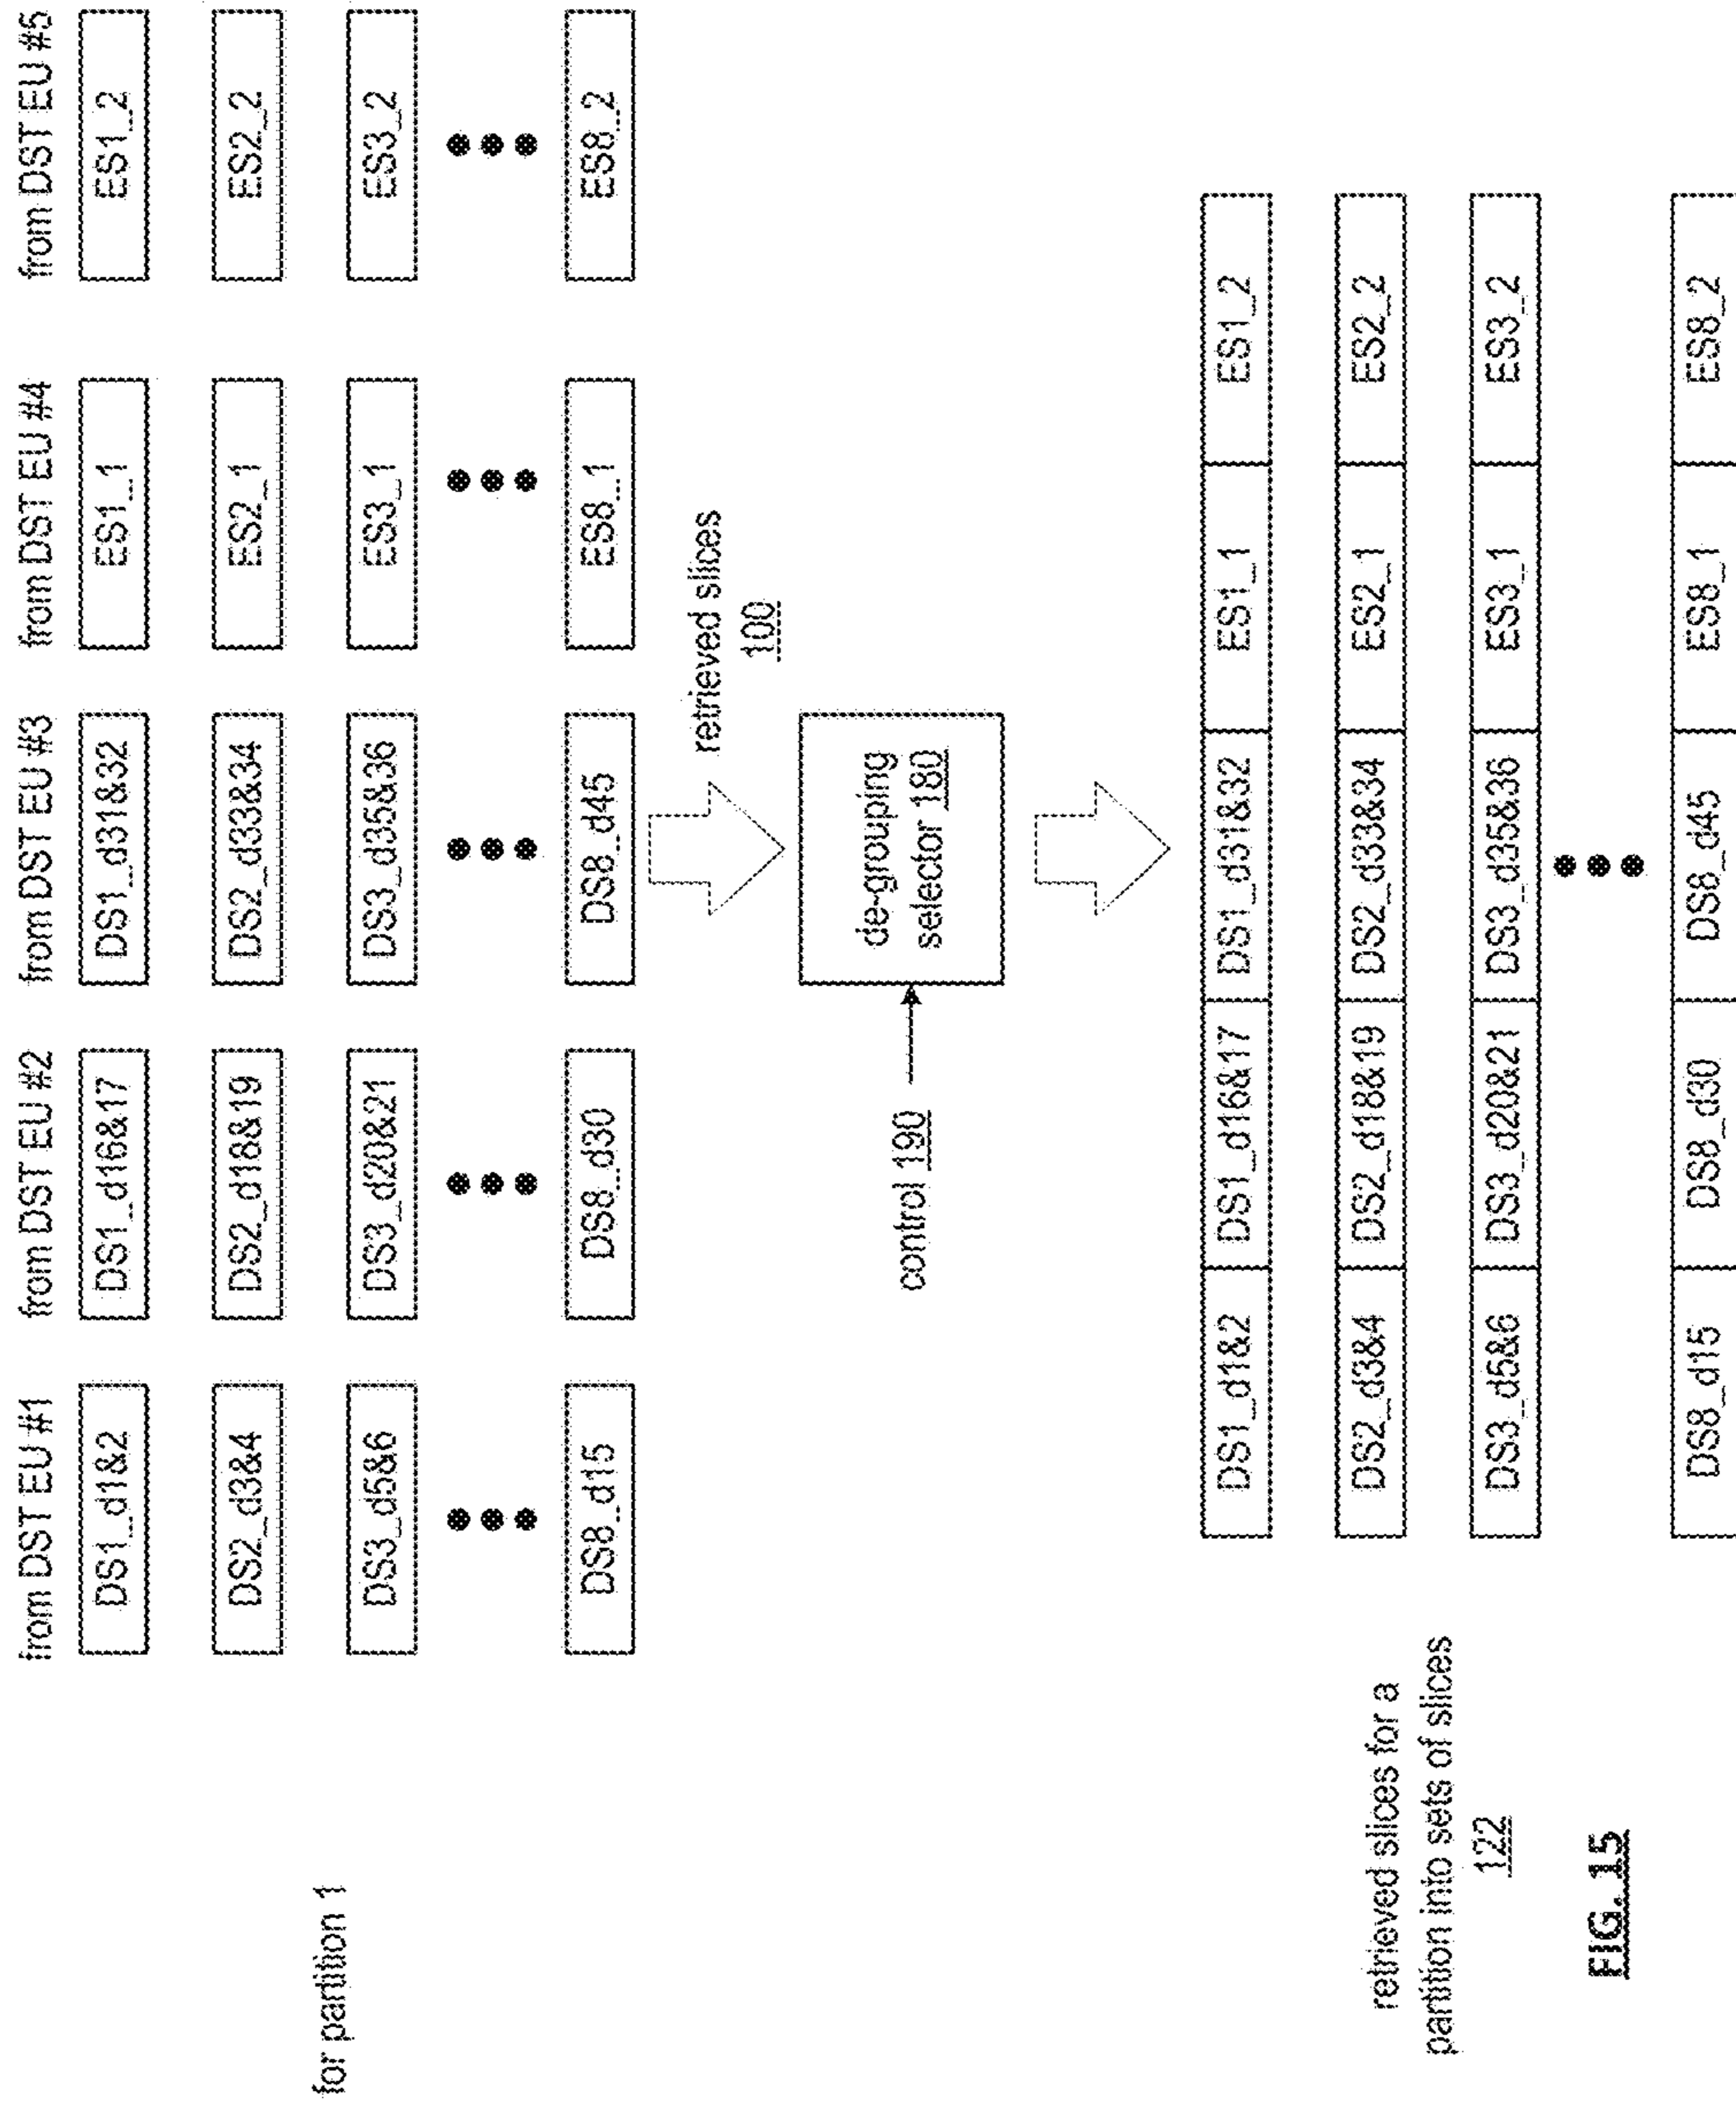 from DST EU #1 from DST EU #2 from DST EU #3 from DST EU #4 from DST EU #5
DS1_d1&2 DS1_d16&17 DS1_d31&32 ES1_1 ES1_2
DS2_d3&4 DS2_d18&19 DS2_d33&34 ES2_1 ES2_2
for partition 1
DS3_d5&6 DS3_d20&21 DS3_d35&36 ES3_1 ES3_2
DS8_d15 DS8_d30 DS8_d45 ES8_1 ES8_2
retrieved slices
100
control 190
de-grouping
selector 180
DS1_d1&2 DS1_d16&17 DS1_d31&32 ES1_1 ES1_2
DS2_d3&4 DS2_d18&19 DS2_d33&34 ES2_1 ES2_2
DS3_d5&6 DS3_d20&21 DS3_d35&36 ES3_1 ES3_2
DS8_d15 DS8_d30 DS8_d45 ES8_1 ES8_2
retrieved slices for a
partition into sets of slices
122
FIG. 15